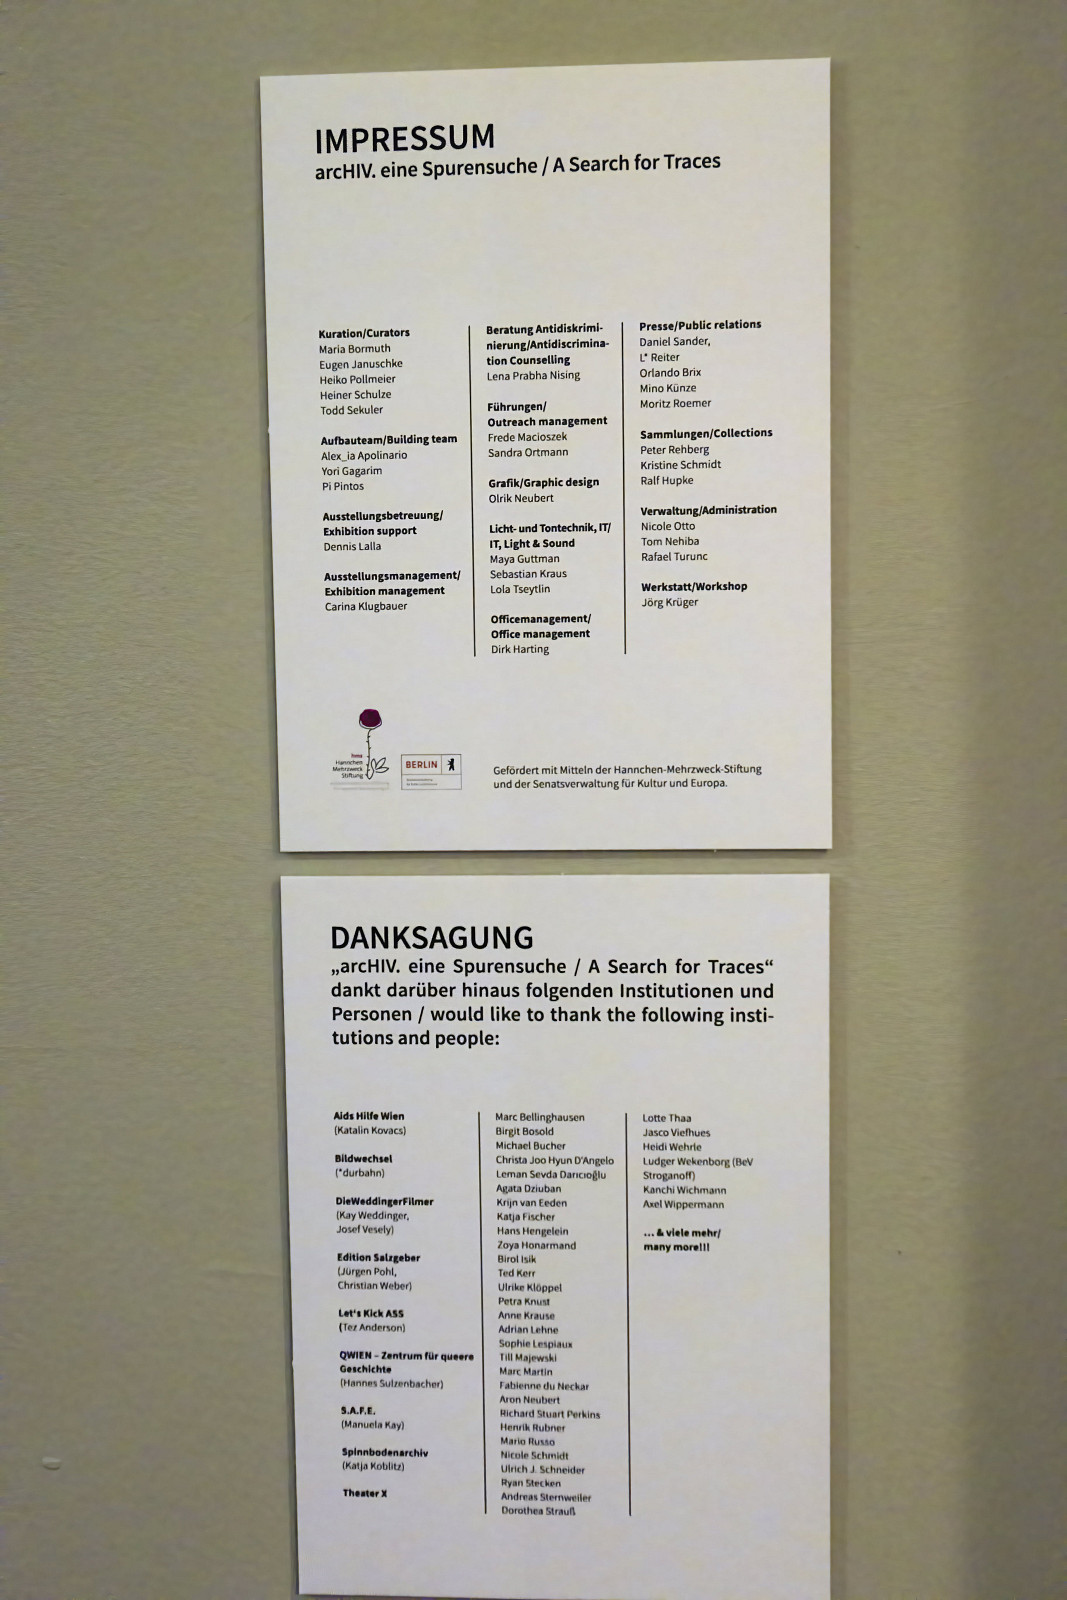 IMPRESSUM
arcHIV. eine Spurensuche / A Search for Traces
Kuration/Curators
Maria Bormuth
Eugen Januschke
Heiko Pollmeier
Heiner Schulze
Todd Sekuler
Aufbauteam/Building team
Alex_ia Apolinario
Yori Gagarim
Pi Pintos
Ausstellungsbetreuung/
Exhibition support
Dennis Lalla
Ausstellungsmanagement/
Exhibition management
Carina Klugbauer
Beratung Antidiskrimi-
nierung/Antidiscrimina-
tion Counselling
Lena Prabha Nising
Führungen/
Outreach management
Frede Macioszek
Sandra Ortmann
Grafik/Graphic design
Olrik Neubert
Licht- und Tontechnik, IT/
IT, Light & Sound
Maya Guttman
Sebastian Kraus
Lola Tseytlin
Officemanagement/
Office management
Dirk Harting
Presse/Public relations
Daniel Sander,
L* Reiter
Orlando Brix
Mino Künze
Moritz Roemer
Sammlungen/Collections
Peter Rehberg
Kristine Schmidt
Ralf Hupke
Verwaltung/Administration
Nicole Otto
Tom Nehiba
Rafael Turunc
Werkstatt/Workshop
Jörg Krüger
Hannchen
Mehrzweck
Stiftung
BERLIN
Gefördert mit Mitteln der Hannchen-Mehrzweck-Stiftung
und der Senatsverwaltung für Kultur und Europa.
DANKSAGUNG
„arcHIV. eine Spurensuche / A Search for Traces“
dankt darüber hinaus folgenden Institutionen und
Personen / would like to thank the following insti-
tutions and people:
Aids Hilfe Wien
(Katalin Kovacs)
Bildwechsel
(*durbahn)
DieWeddingerFilmer
(Kay Weddinger,
Josef Vesely)
Edition Salzgeber
(Jürgen Pohl,
Christian Weber)
Let's Kick ASS
(Tez Anderson)
QWIEN – Zentrum für queere
Geschichte
(Hannes Sulzenbacher)
S.A.F.E.
(Manuela Kay)
Spinnbodenarchiv
(Katja Koblitz)
Theater X
Marc Bellinghausen
Birgit Bosold
Michael Bucher
Christa Joo Hyun D'Angelo
Leman Sevda Darıcıoğlu
Agata Dziuban
Krijn van Eeden
Katja Fischer
Hans Hengelein
Zoya Honarmand
Birol Isik
Ted Kerr
Ulrike Klöppel
Petra Knust
Anne Krause
Adrian Lehne
Sophie Lespiaux
Till Majewski
Marc Martin
Fabienne du Neckar
Aron Neubert
Richard Stuart Perkins
Henrik Rubner
Mario Russo
Nicole Schmidt
Ulrich J. Schneider
Ryan Stecken
Andreas Sternweiler
Dorothea Strauß
Lotte Thaa
Jasco Viefhues
Heidi Wehrle
Ludger Wekenborg (BeV
Stroganoff)
Kanchi Wichmann
Axel Wippermann
... & viele mehr/
many more!!!